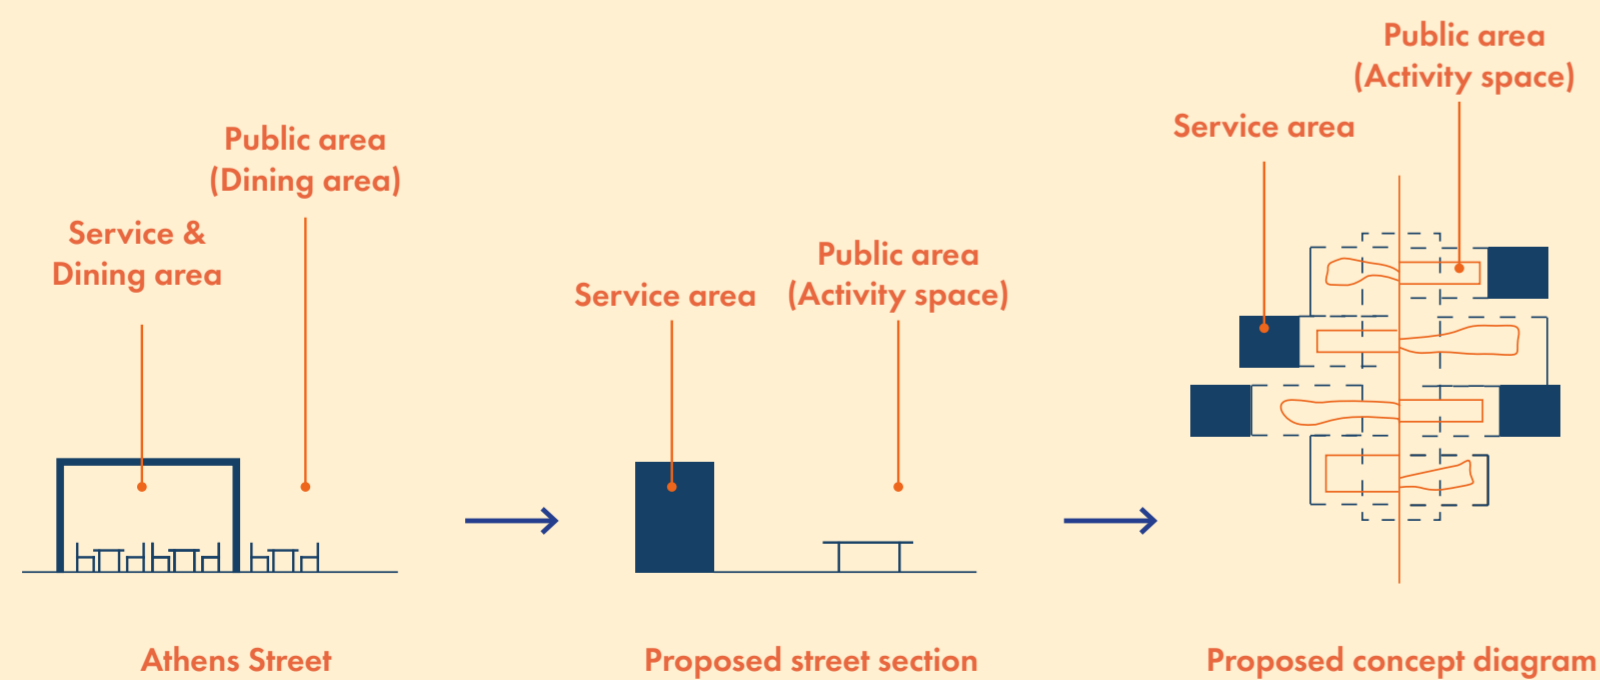 Service &
Dining area
Public area
(Dining area)
Athens Street
Service area
Public area
(Activity space)
Proposed street section
Service area
Public area
(Activity space)
Proposed concept diagram